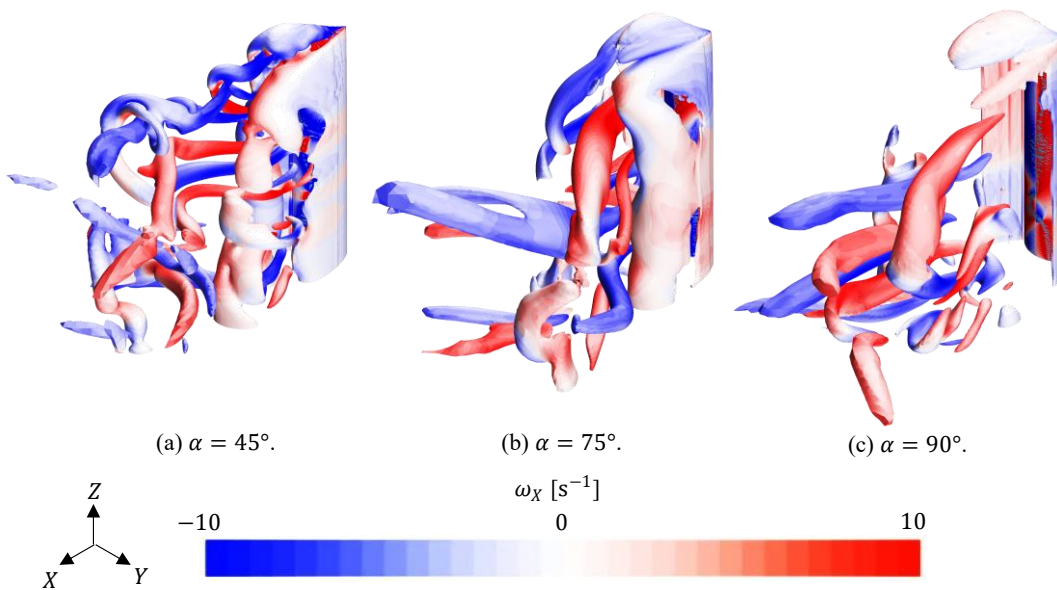 (a) α = 45°.
(b) α = 75°.
(c) α = 90°.
ω_X [s⁻¹]
−10 0 10
Z
X Y